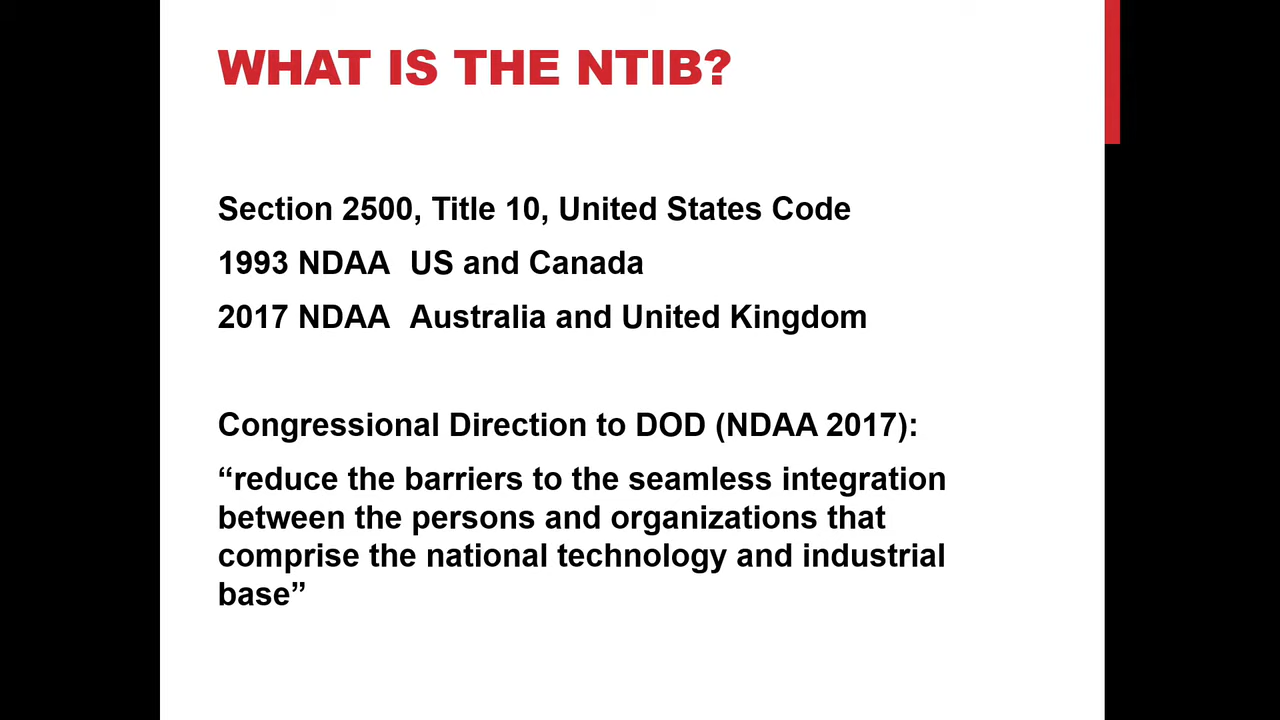 WHAT IS THE NTIB?
Section 2500, Title 10, United States Code
1993 NDAA  US and Canada
2017 NDAA  Australia and United Kingdom
Congressional Direction to DOD (NDAA 2017):
“reduce the barriers to the seamless integration
between the persons and organizations that
comprise the national technology and industrial
base”